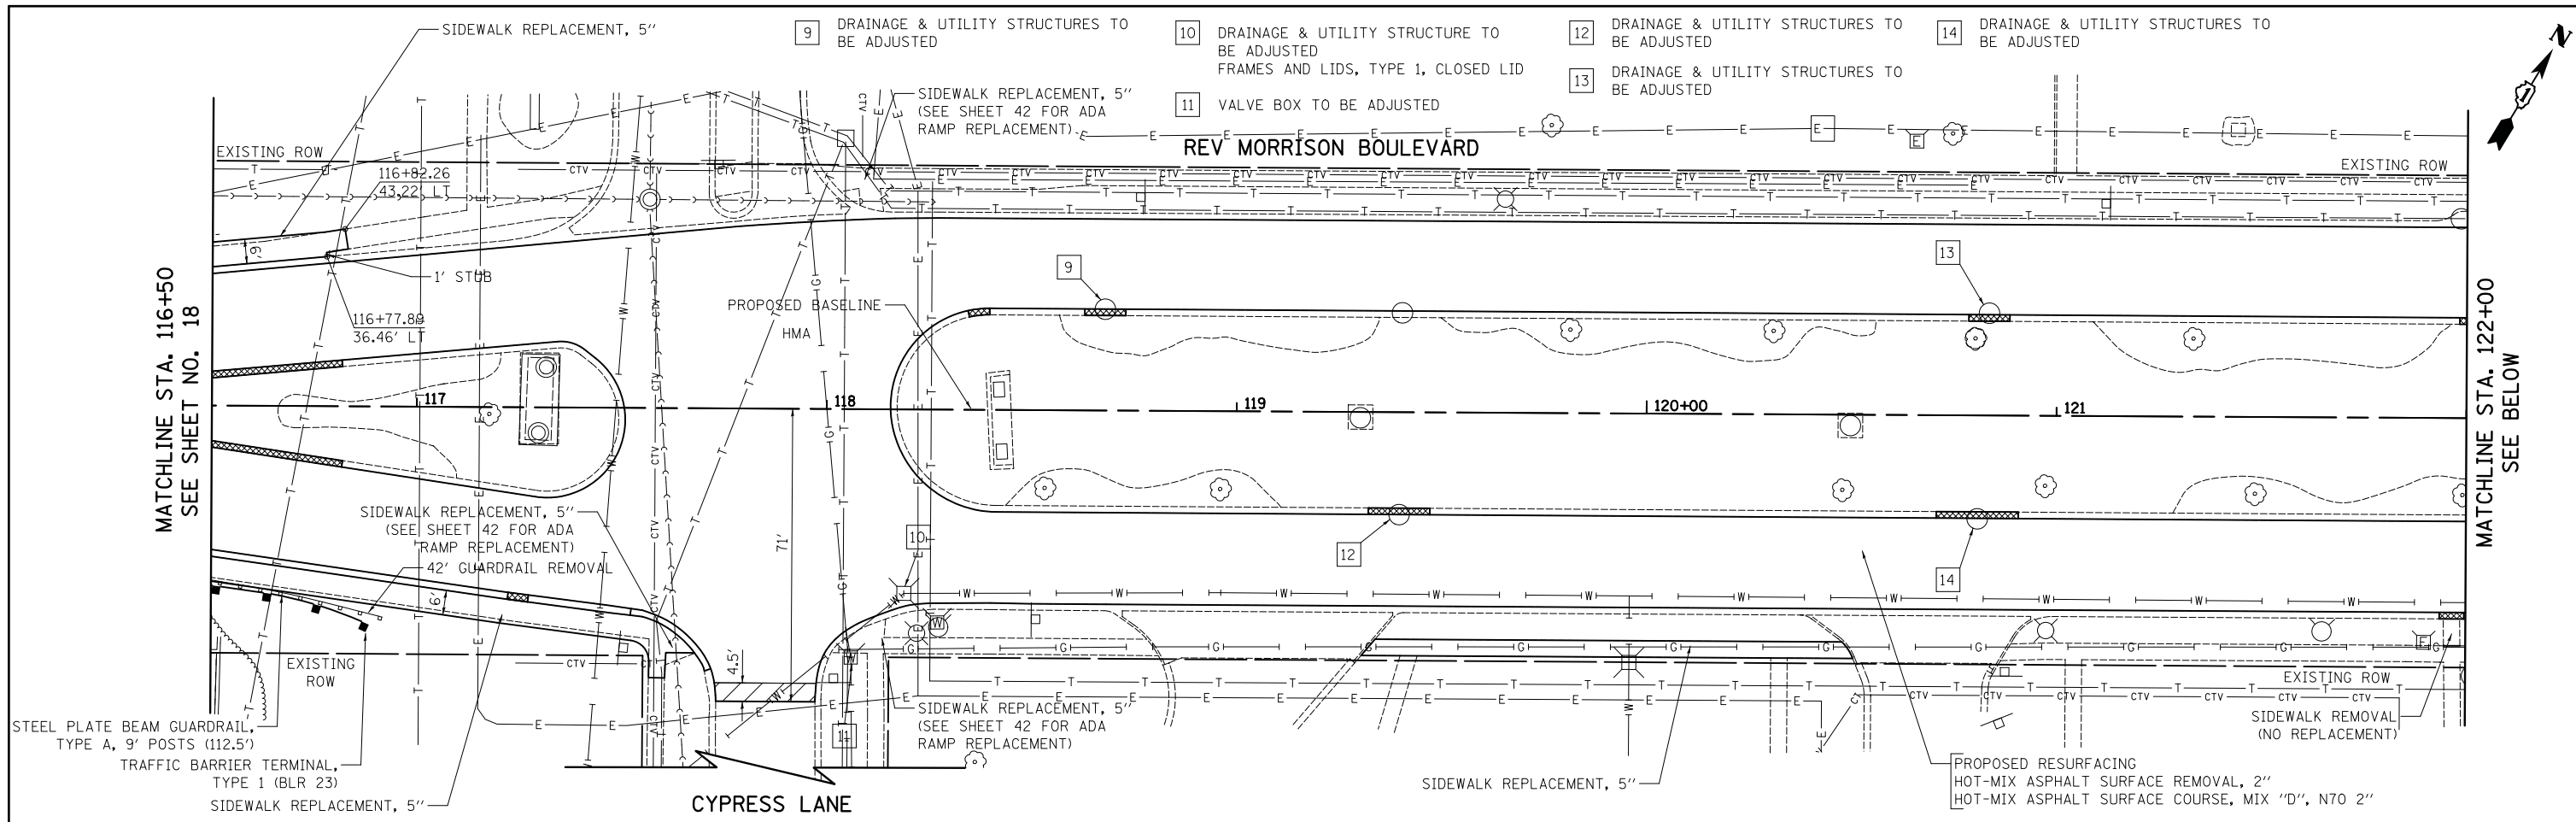 SIDEWALK REPLACEMENT, 5"
9 DRAINAGE & UTILITY STRUCTURES TO
BE ADJUSTED
10 DRAINAGE & UTILITY STRUCTURE TO
BE ADJUSTED
FRAMES AND LIDS, TYPE 1, CLOSED LID
11 VALVE BOX TO BE ADJUSTED
12 DRAINAGE & UTILITY STRUCTURES TO
BE ADJUSTED
13 DRAINAGE & UTILITY STRUCTURES TO
BE ADJUSTED
14 DRAINAGE & UTILITY STRUCTURES TO
BE ADJUSTED
N
SIDEWALK REPLACEMENT, 5"
(SEE SHEET 42 FOR ADA
RAMP REPLACEMENT)
REV MORRISON BOULEVARD
EXISTING ROW
EXISTING ROW
116+82.26
43.22' LT
6'
1' STUB
116+77.89
36.46' LT
MATCHLINE STA. 116+50
SEE SHEET NO. 18
PROPOSED BASELINE
HMA
9
13
117
118
119
120+00
121
MATCHLINE STA. 122+00
SEE BELOW
SIDEWALK REPLACEMENT, 5"
(SEE SHEET 42 FOR ADA
RAMP REPLACEMENT)
42' GUARDRAIL REMOVAL
71'
10
12
14
6'
4.5'
EXISTING
ROW
EXISTING ROW
11
STEEL PLATE BEAM GUARDRAIL,
TYPE A, 9' POSTS (112.5')
TRAFFIC BARRIER TERMINAL,
TYPE 1 (BLR 23)
SIDEWALK REPLACEMENT, 5"
SIDEWALK REPLACEMENT, 5"
(SEE SHEET 42 FOR ADA
RAMP REPLACEMENT)
CYPRESS LANE
SIDEWALK REPLACEMENT, 5"
SIDEWALK REMOVAL
(NO REPLACEMENT)
PROPOSED RESURFACING
HOT-MIX ASPHALT SURFACE REMOVAL, 2"
HOT-MIX ASPHALT SURFACE COURSE, MIX "D", N70 2"